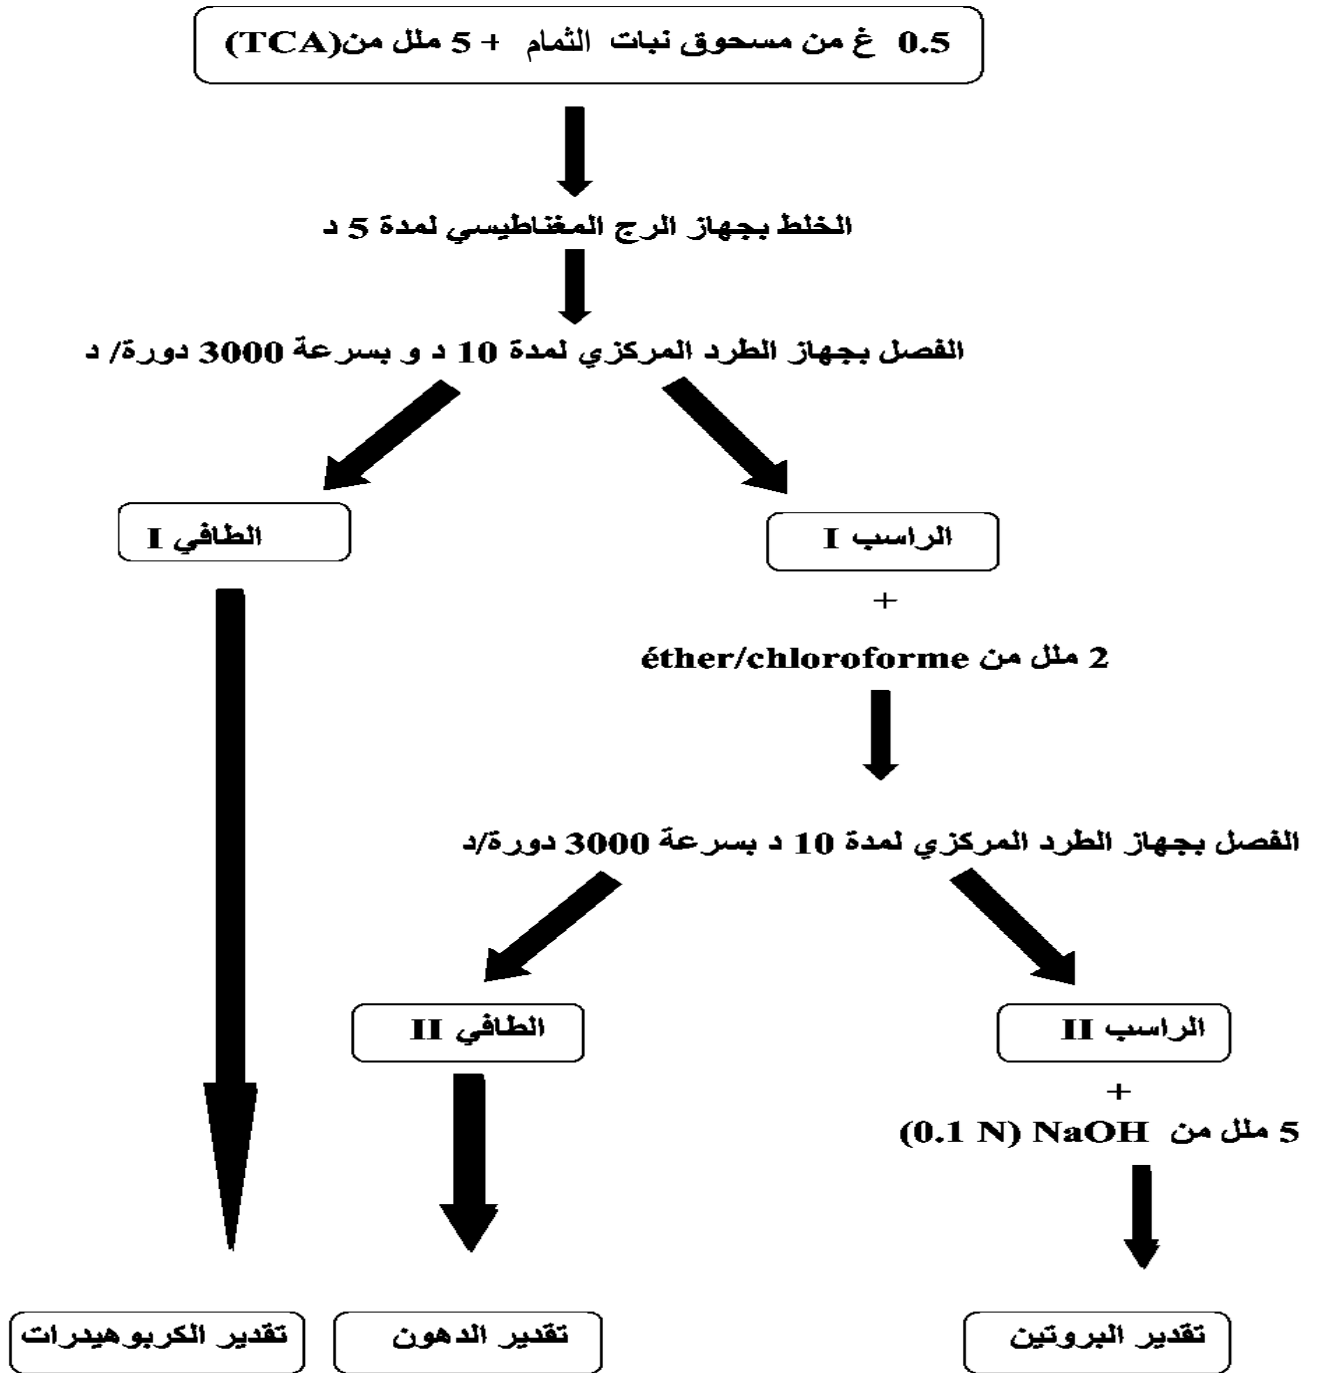 0.5 غ من مسحوق نبات الثمام + 5 ملل من(TCA)
الخلط بجهاز الرج المغناطيسي لمدة 5 د
الفصل بجهاز الطرد المركزي لمدة 10 د و بسرعة 3000 دورة/ د
الراسب I
الطافي I
+
2 ملل من éther/chloroforme
الفصل بجهاز الطرد المركزي لمدة 10 د بسرعة 3000 دورة/د
الراسب II
الطافي II
+
5 ملل من NaOH (0.1 N)
تقدير البروتين
تقدير الدهون
تقدير الكربوهيدرات